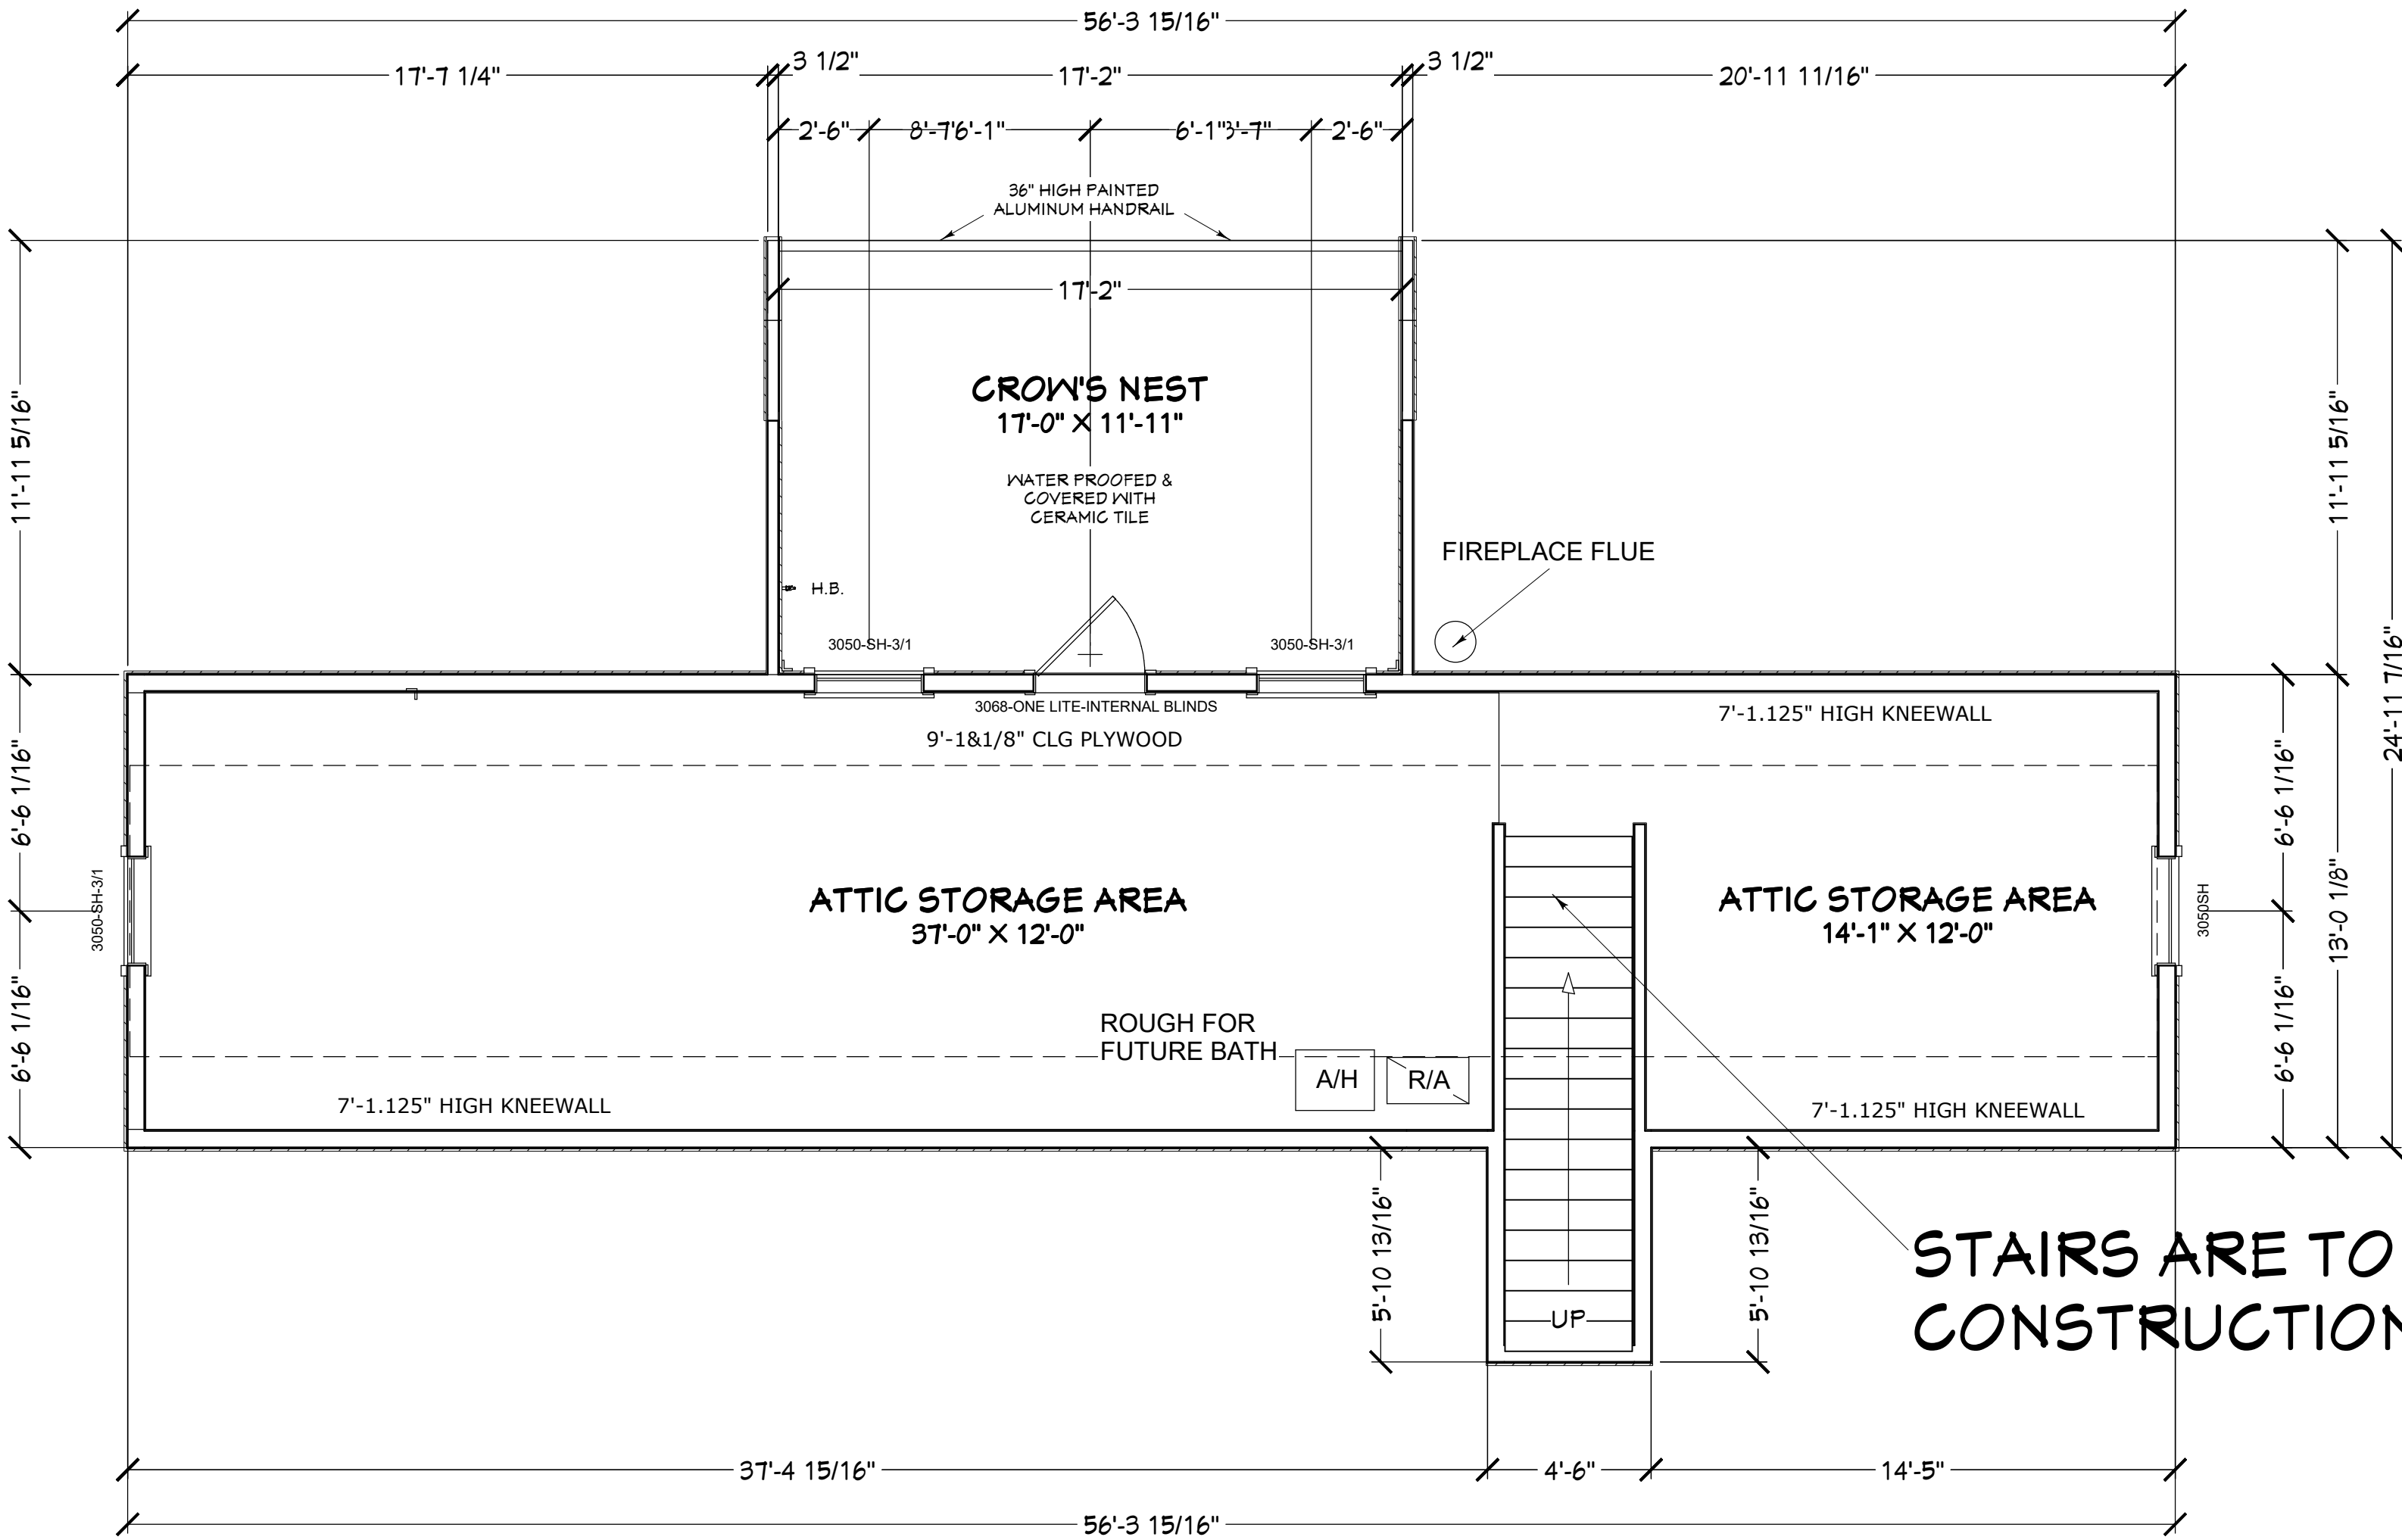 56'-3 15/16"
17'-7 1/4"
3 1/2"
17'-2"
3 1/2"
20'-11 11/16"
2'-6"
8'-7
6'-1"
6'-1"
3'-7"
2'-6"
36" HIGH PAINTED
ALUMINUM HANDRAIL
17'-2"
CROW'S NEST
17'-0" X 11'-11"
WATER PROOFED &
COVERED WITH
CERAMIC TILE
H.B.
FIREPLACE FLUE
3050-SH-3/1
3050-SH-3/1
3068-ONE LITE-INTERNAL BLINDS
9'-1&1/8" CLG PLYWOOD
7'-1.125" HIGH KNEEWALL
11'-11 5/16"
6'-6 1/16"
6'-6 1/16"
3050-SH-3/1
11'-11 5/16"
24'-11 7/16"
6'-6 1/16"
13'-0 1/8"
6'-6 1/16"
3050SH
ATTIC STORAGE AREA
37'-0" X 12'-0"
ATTIC STORAGE AREA
14'-1" X 12'-0"
ROUGH FOR
FUTURE BATH
A/H
R/A
7'-1.125" HIGH KNEEWALL
7'-1.125" HIGH KNEEWALL
5'-10 13/16"
5'-10 13/16"
UP
STAIRS ARE TO
CONSTRUCTION
37'-4 15/16"
4'-6"
14'-5"
56'-3 15/16"